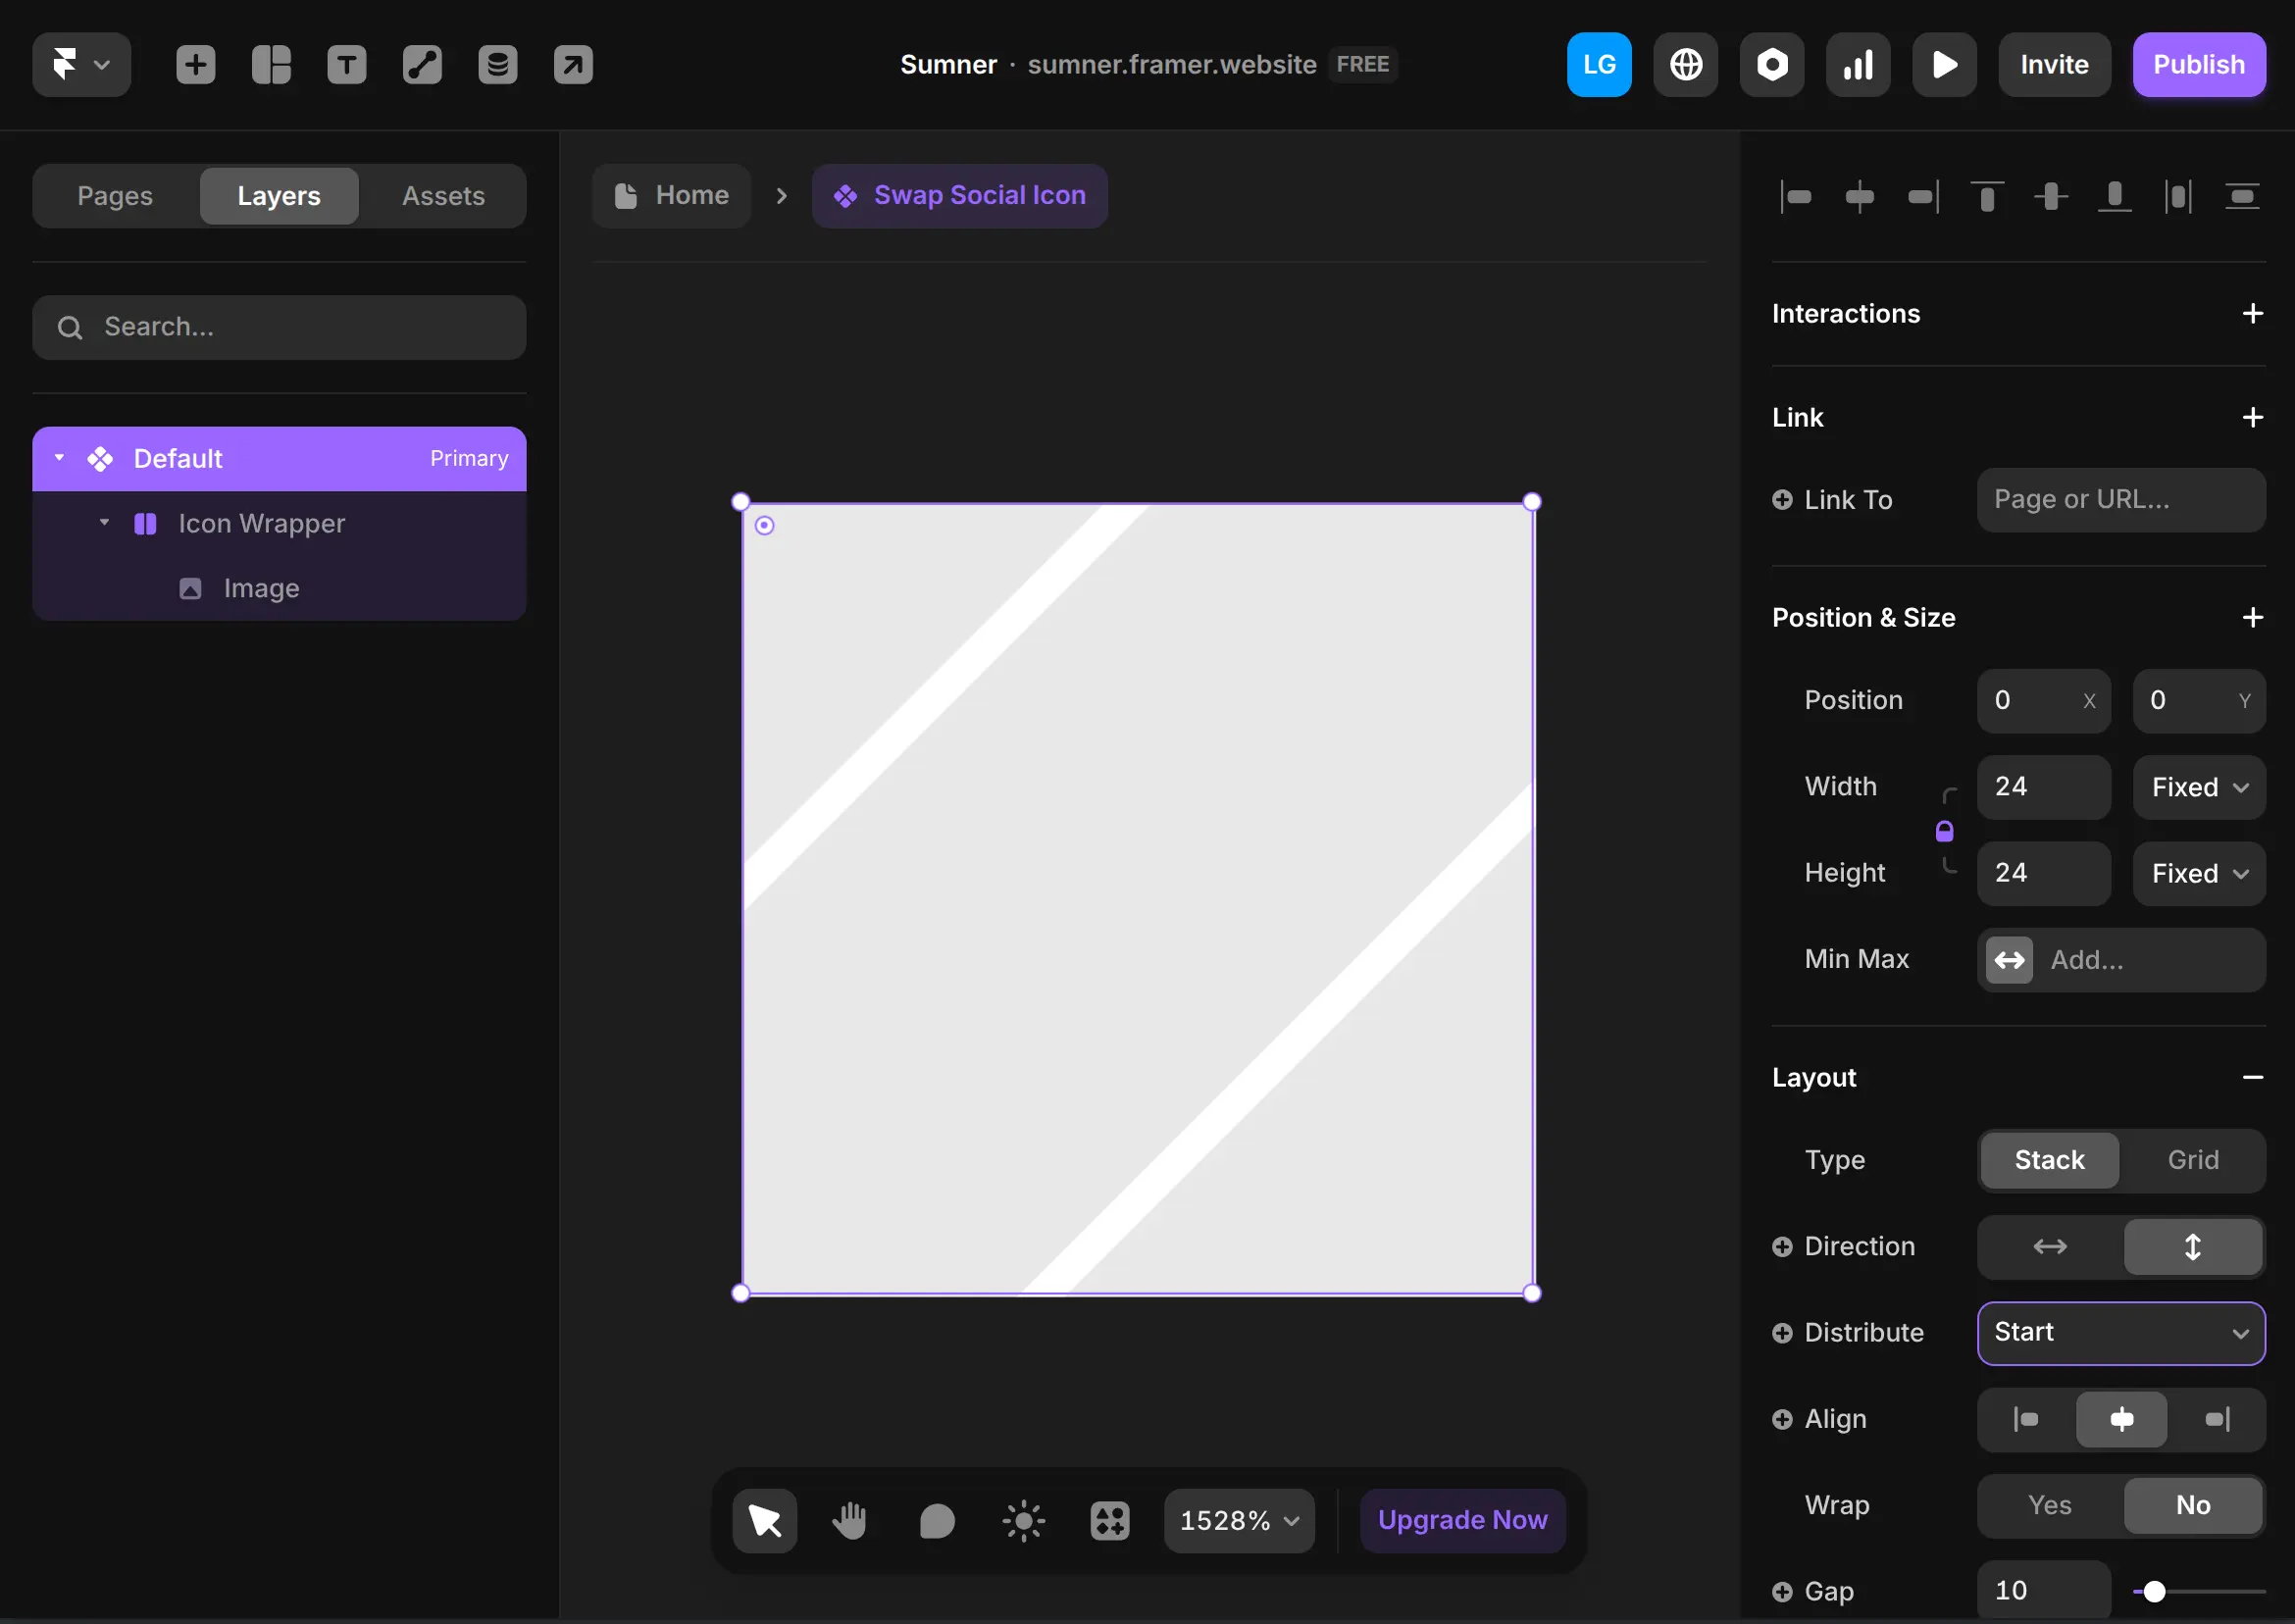 Sumner · sumner.framer.website FREE
LG
Invite
Publish
Pages
Layers
Assets
Search...
Default
Primary
Icon Wrapper
Image
Home
Swap Social Icon
1528%
Upgrade Now
Interactions
Link
Link To
Page or URL...
Position & Size
Position
0 X
0 Y
Width
24
Fixed
Height
24
Fixed
Min Max
Add...
Layout
Type
Stack
Grid
Direction
Distribute
Start
Align
Wrap
Yes
No
Gap
10